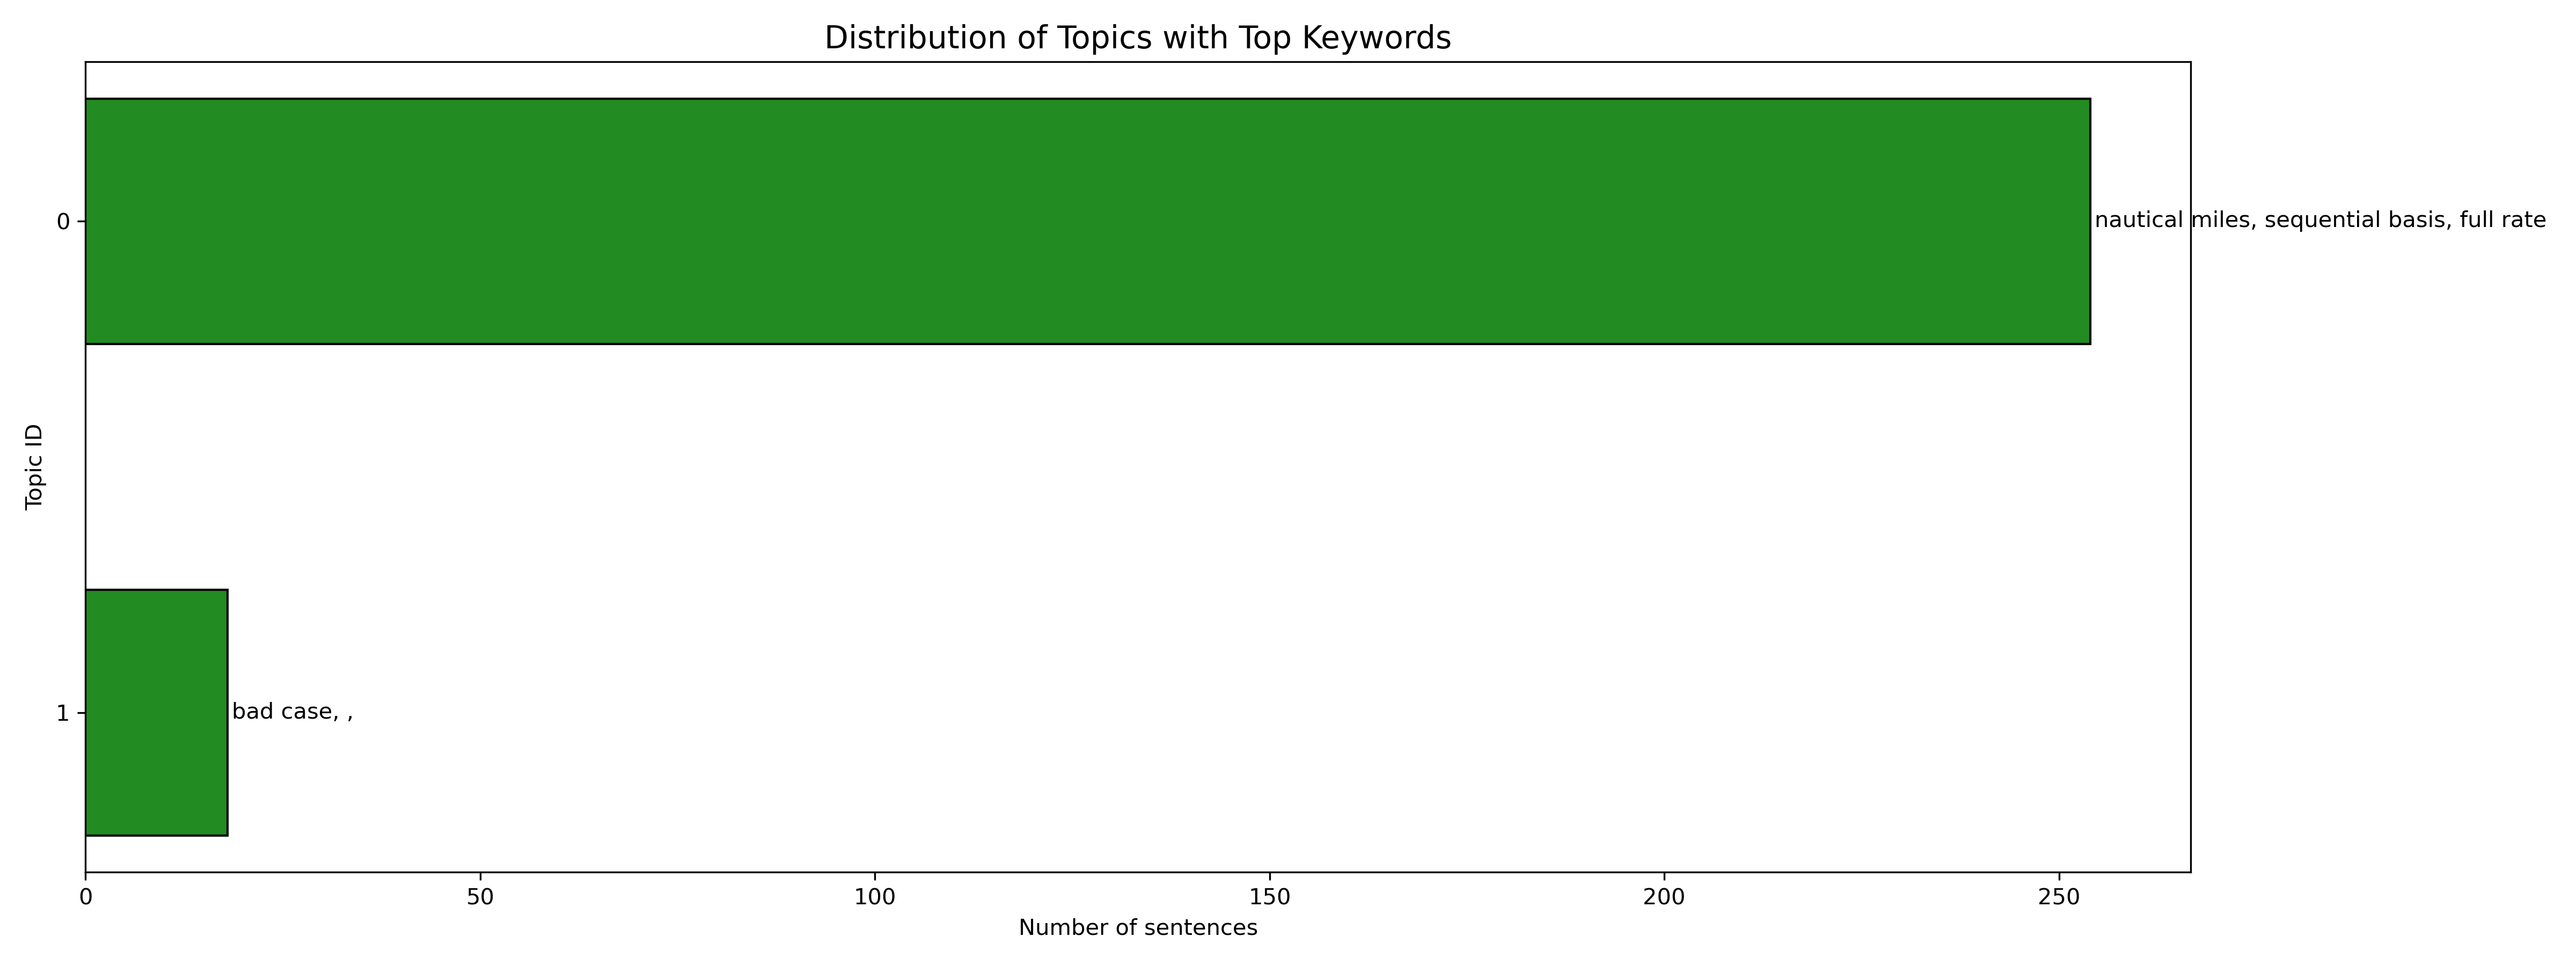 Distribution of Topics with Top Keywords
0
nautical miles, sequential basis, full rate
Topic ID
1
bad case, ,
0 50 100 150 200 250
Number of sentences